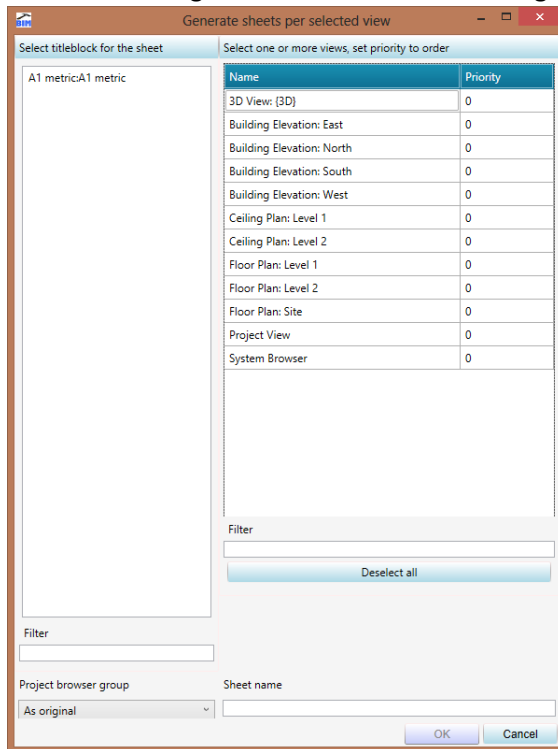 BIM
Generate sheets per selected view
Select titleblock for the sheet
Select one or more views, set priority to order
A1 metric:A1 metric
Name Priority
3D View: {3D} 0
Building Elevation: East 0
Building Elevation: North 0
Building Elevation: South 0
Building Elevation: West 0
Ceiling Plan: Level 1 0
Ceiling Plan: Level 2 0
Floor Plan: Level 1 0
Floor Plan: Level 2 0
Floor Plan: Site 0
Project View 0
System Browser 0
Filter
Deselect all
Filter
Project browser group
Sheet name
As original
OK Cancel